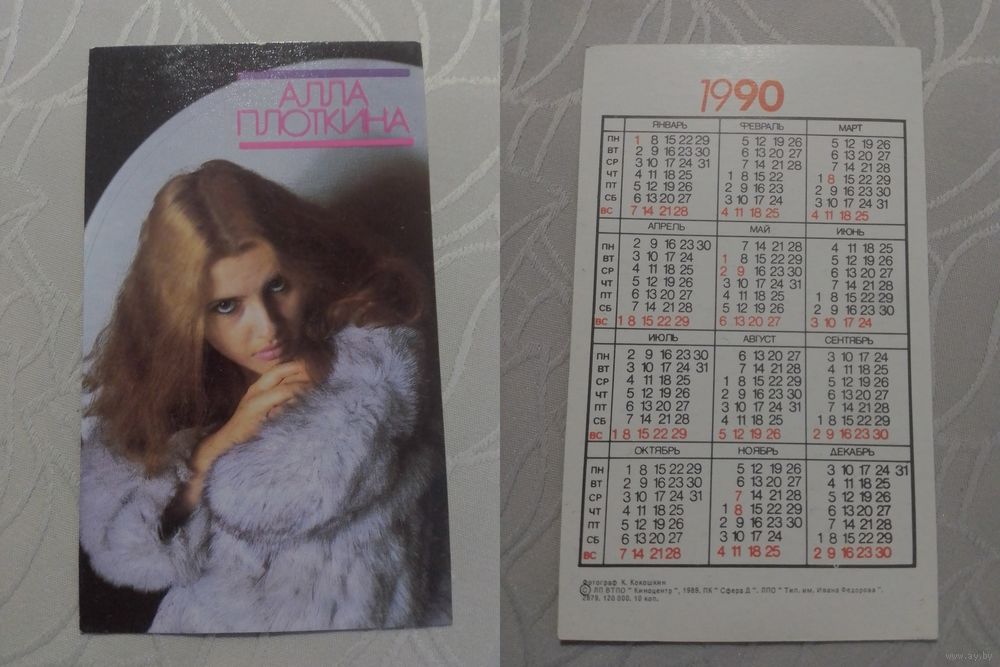 АЛЛА
ПЛОТКИНА
1990
ЯНВАРЬ ФЕВРАЛЬ МАРТ
ПН 1 8 15 22 29 5 12 19 26 5 12 19 26
ВТ 2 9 16 23 30 6 13 20 27 6 13 20 27
СР 3 10 17 24 31 7 14 21 28 7 14 21 28
ЧТ 4 11 18 25 1 8 15 22 1 8 15 22 29
ПТ 5 12 19 26 2 9 16 23 2 9 16 23 30
СБ 6 13 20 27 3 10 17 24 3 10 17 24 31
ВС 7 14 21 28 4 11 18 25 4 11 18 25
АПРЕЛЬ МАЙ ИЮНЬ
ПН 2 9 16 23 30 7 14 21 28 4 11 18 25
ВТ 3 10 17 24 1 8 15 22 29 5 12 19 26
СР 4 11 18 25 2 9 16 23 30 6 13 20 27
ЧТ 5 12 19 26 3 10 17 24 31 7 14 21 28
ПТ 6 13 20 27 4 11 18 25 1 8 15 22 29
СБ 7 14 21 28 5 12 19 26 2 9 16 23 30
ВС 1 8 15 22 29 6 13 20 27 3 10 17 24
ИЮЛЬ АВГУСТ СЕНТЯБРЬ
ПН 2 9 16 23 30 6 13 20 27 3 10 17 24
ВТ 3 10 17 24 31 7 14 21 28 4 11 18 25
СР 4 11 18 25 1 8 15 22 29 5 12 19 26
ЧТ 5 12 19 26 2 9 16 23 30 6 13 20 27
ПТ 6 13 20 27 3 10 17 24 31 7 14 21 28
СБ 7 14 21 28 4 11 18 25 1 8 15 22 29
ВС 1 8 15 22 29 5 12 19 26 2 9 16 23 30
ОКТЯБРЬ НОЯБРЬ ДЕКАБРЬ
ПН 1 8 15 22 29 5 12 19 26 3 10 17 24 31
ВТ 2 9 16 23 30 6 13 20 27 4 11 18 25
СР 3 10 17 24 31 7 14 21 28 5 12 19 26
ЧТ 4 11 18 25 1 8 15 22 29 6 13 20 27
ПТ 5 12 19 26 2 9 16 23 30 7 14 21 28
СБ 6 13 20 27 3 10 17 24 1 8 15 22 29
ВС 7 14 21 28 4 11 18 25 2 9 16 23 30
Фотограф К. Кокошкин
© ЛП ВТПО " Киноцентр ", 1989. ПК " Сфера Д ". ЛПО " Тип. им. Ивана Федорова ".
2979. 120 000. 10 коп.
www.ay.by